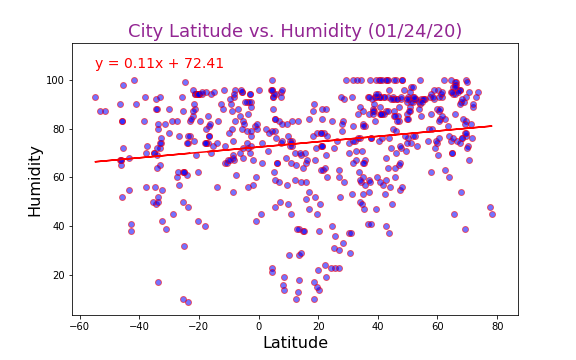 City Latitude vs. Humidity (01/24/20)
y = 0.11x + 72.41
100
80
60
40
20
Humidity
−60 −40 −20 0 20 40 60 80
Latitude